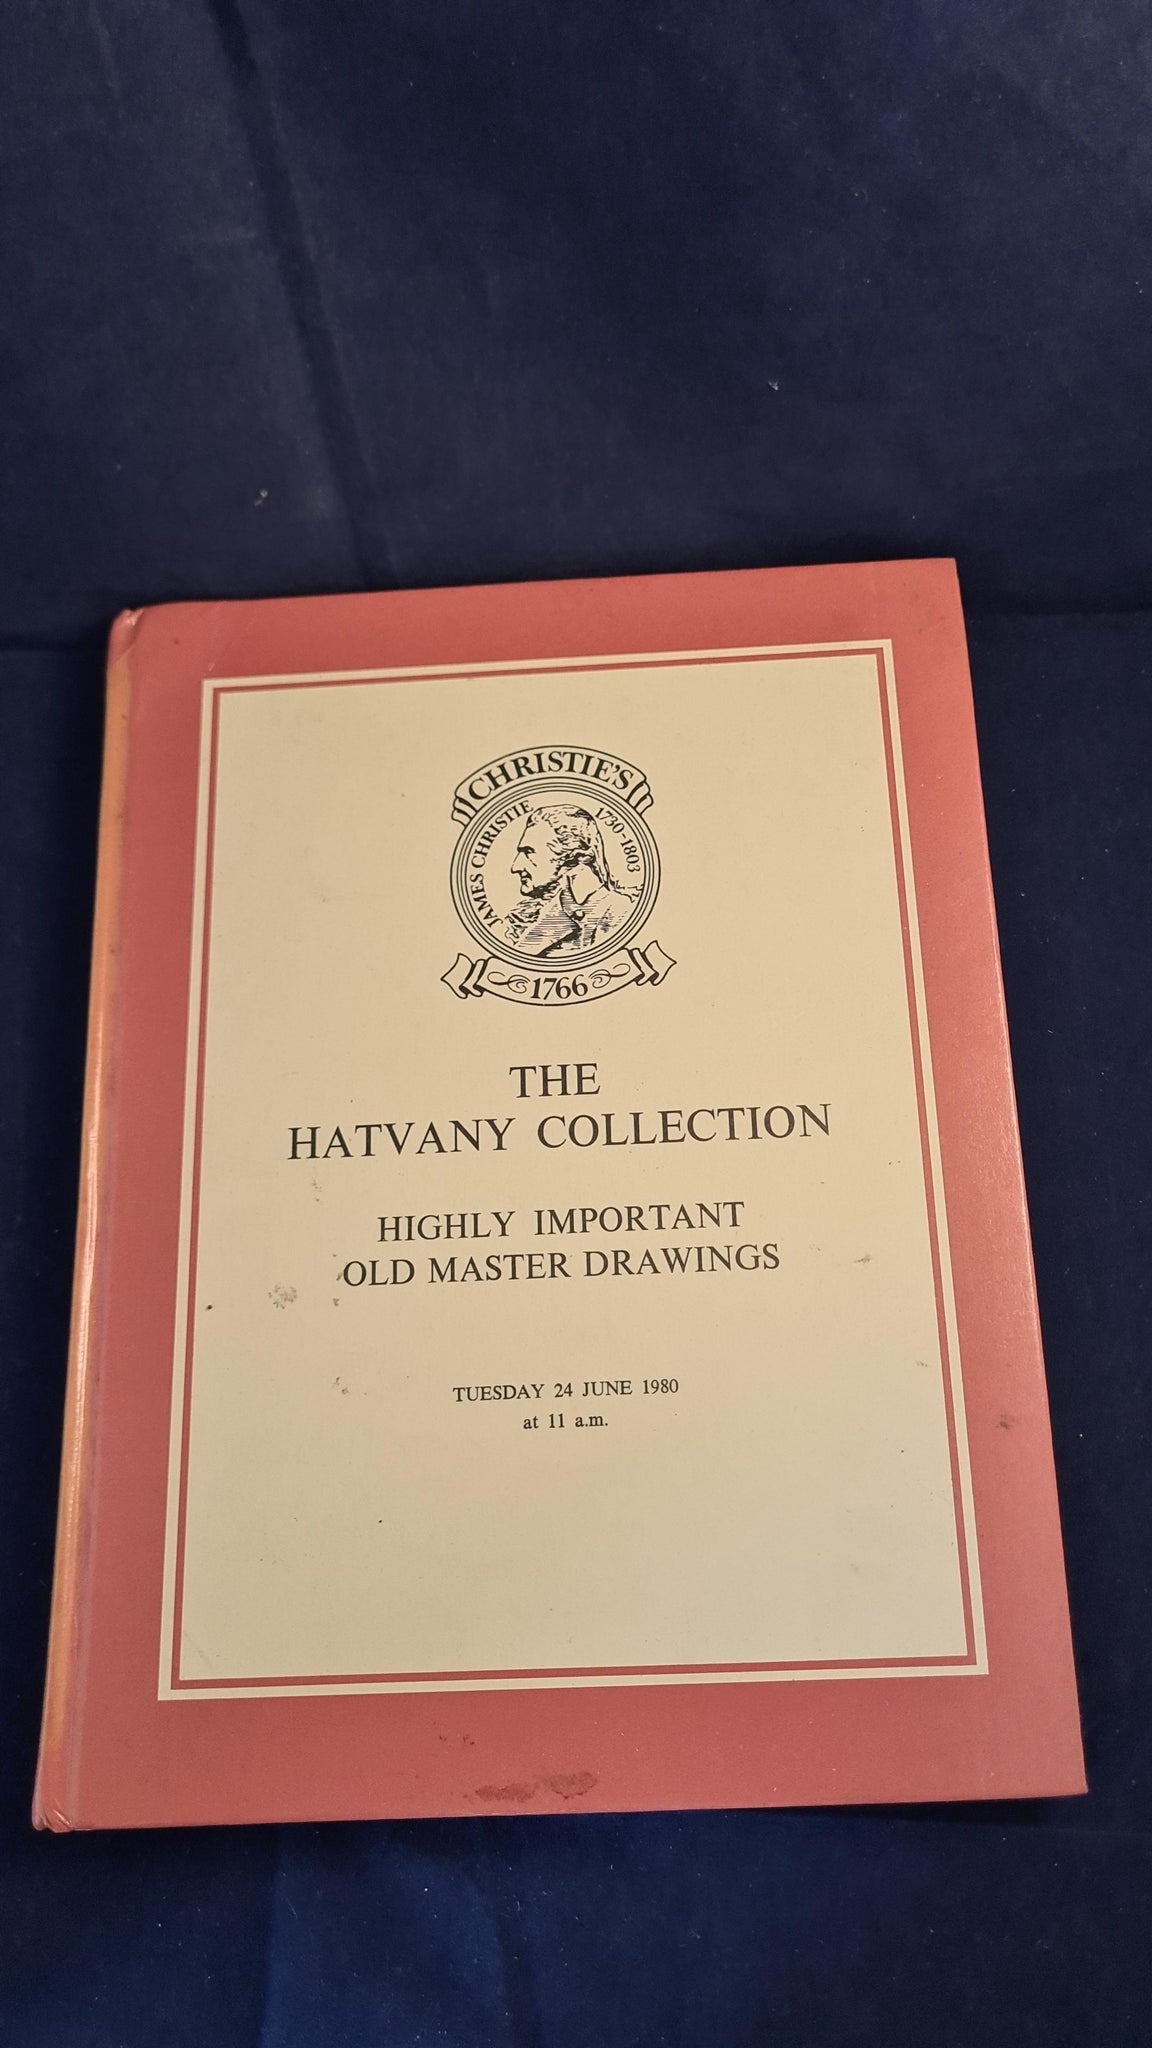 CHRISTIE'S
JAMES CHRISTIE 1730-1803
1766
THE
HATVANY COLLECTION
HIGHLY IMPORTANT
OLD MASTER DRAWINGS
TUESDAY 24 JUNE 1980
at 11 a.m.